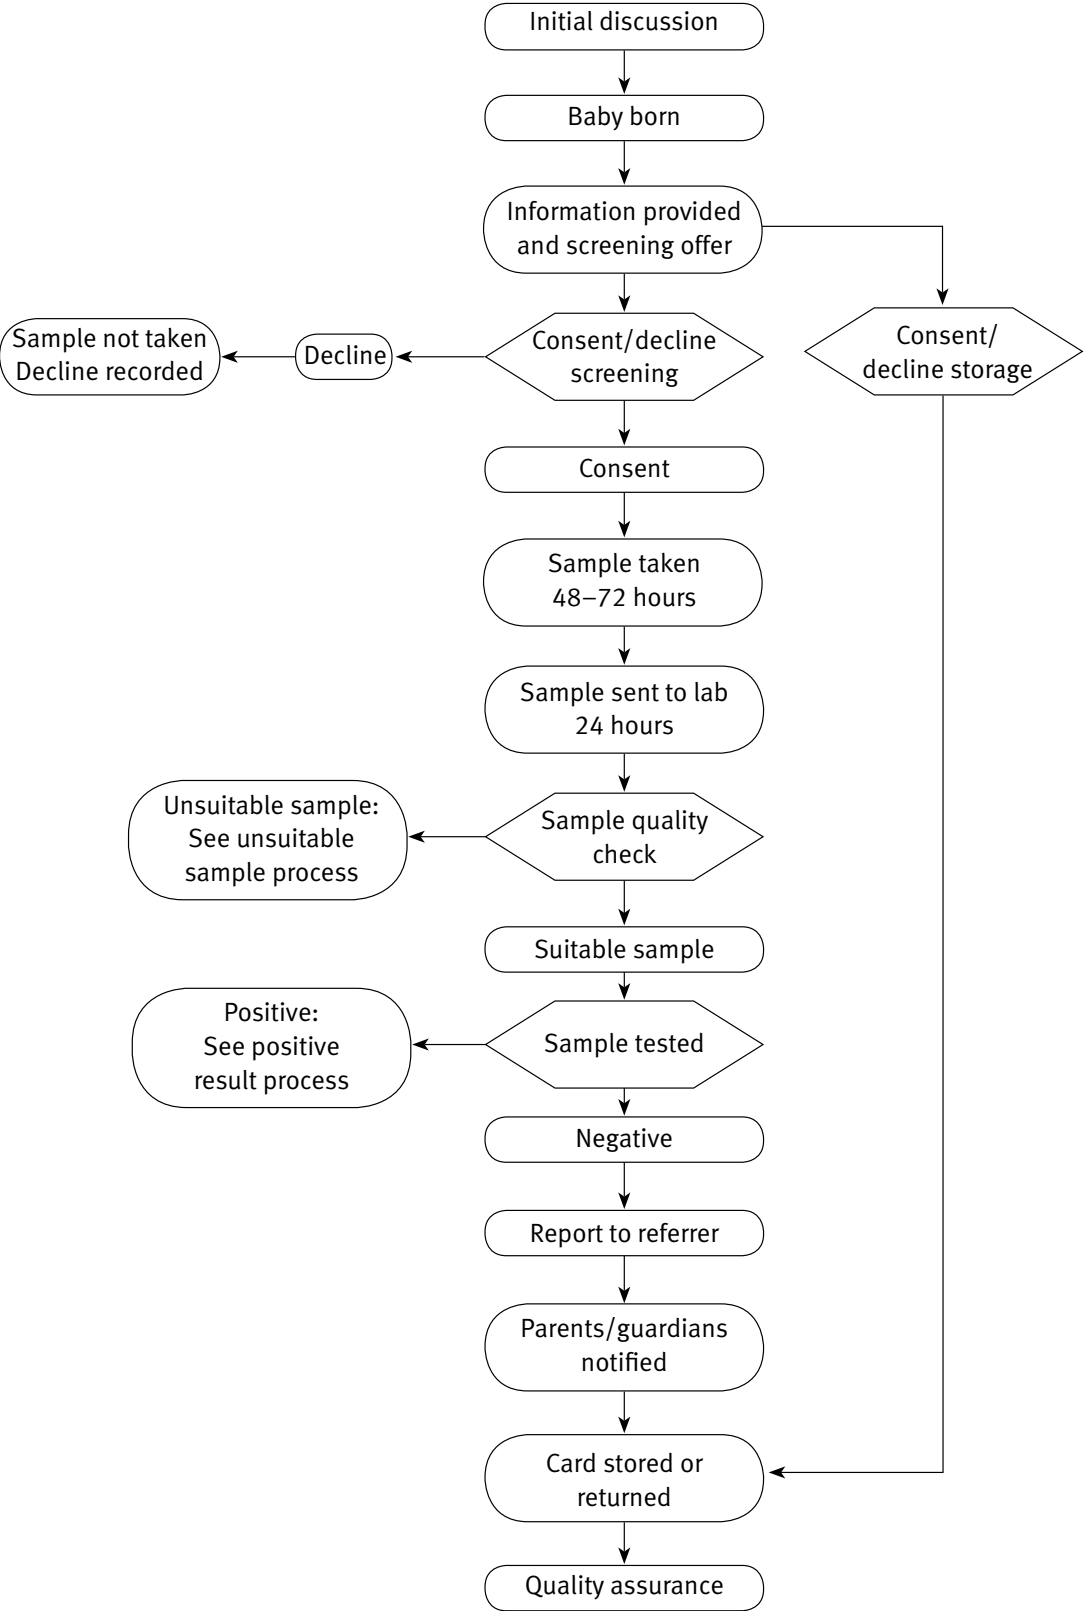 Initial discussion
Baby born
Information provided
and screening offer
Consent/decline
screening
Consent/
decline storage
Decline
Sample not taken
Decline recorded
Consent
Sample taken
48–72 hours
Sample sent to lab
24 hours
Sample quality
check
Unsuitable sample:
See unsuitable
sample process
Suitable sample
Sample tested
Positive:
See positive
result process
Negative
Report to referrer
Parents/guardians
notified
Card stored or
returned
Quality assurance